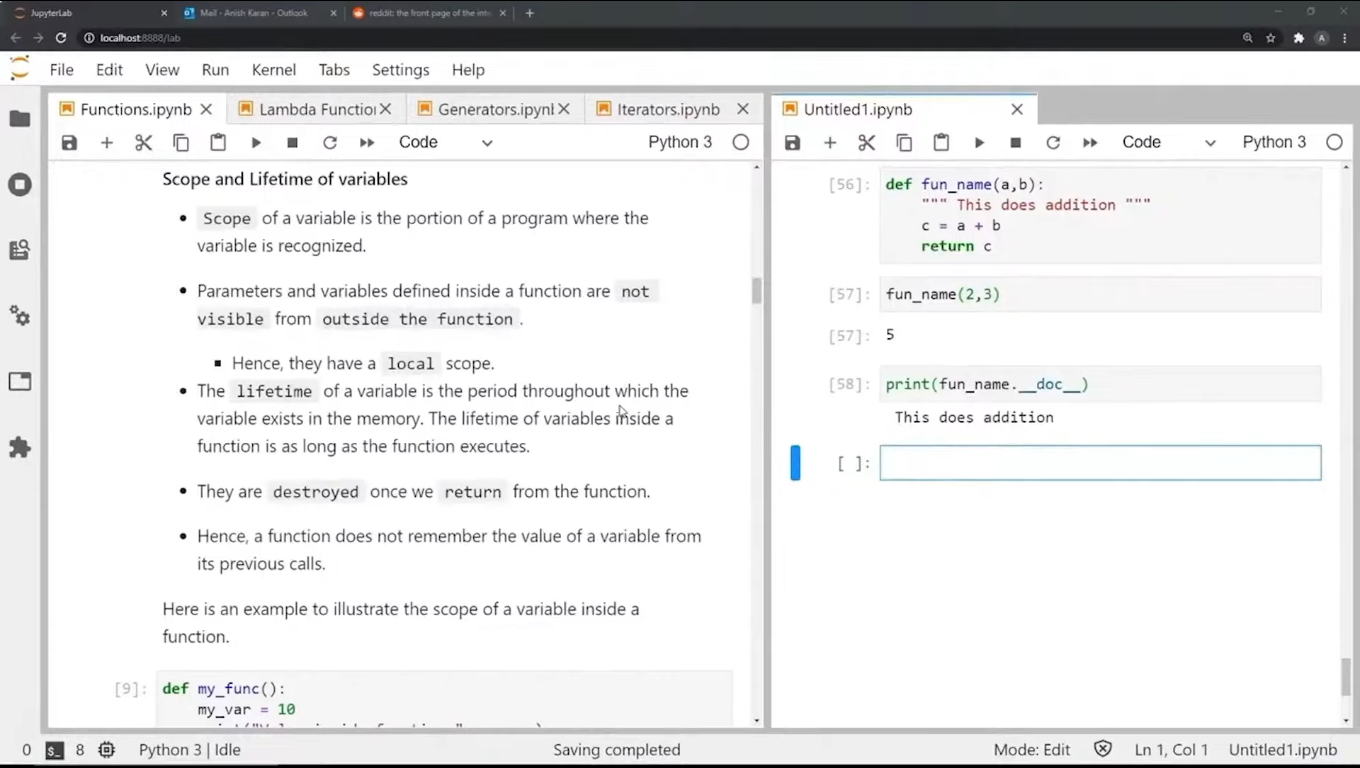 JupyterLab
Mail - Anish Karan - Outlook
reddit: the front page of the inte
localhost:8888/lab
A
File Edit View Run Kernel Tabs Settings Help
Functions.ipynb
Lambda Functio
Generators.ipynl
Iterators.ipynb
Code
Python 3
Scope and Lifetime of variables
Scope of a variable is the portion of a program where the
variable is recognized.
Parameters and variables defined inside a function are not
visible from outside the function .
Hence, they have a local scope.
The lifetime of a variable is the period throughout which the
variable exists in the memory. The lifetime of variables inside a
function is as long as the function executes.
They are destroyed once we return from the function.
Hence, a function does not remember the value of a variable from
its previous calls.
Here is an example to illustrate the scope of a variable inside a
function.
[9]: def my_func():
my_var = 10
Untitled1.ipynb
Code
Python 3
[56]: def fun_name(a,b):
""" This does addition """
c = a + b
return c
[57]: fun_name(2,3)
[57]: 5
[58]: print(fun_name.__doc__)
This does addition
[ ]:
0 $_ 8 Python 3 | Idle
Saving completed
Mode: Edit
Ln 1, Col 1
Untitled1.ipynb